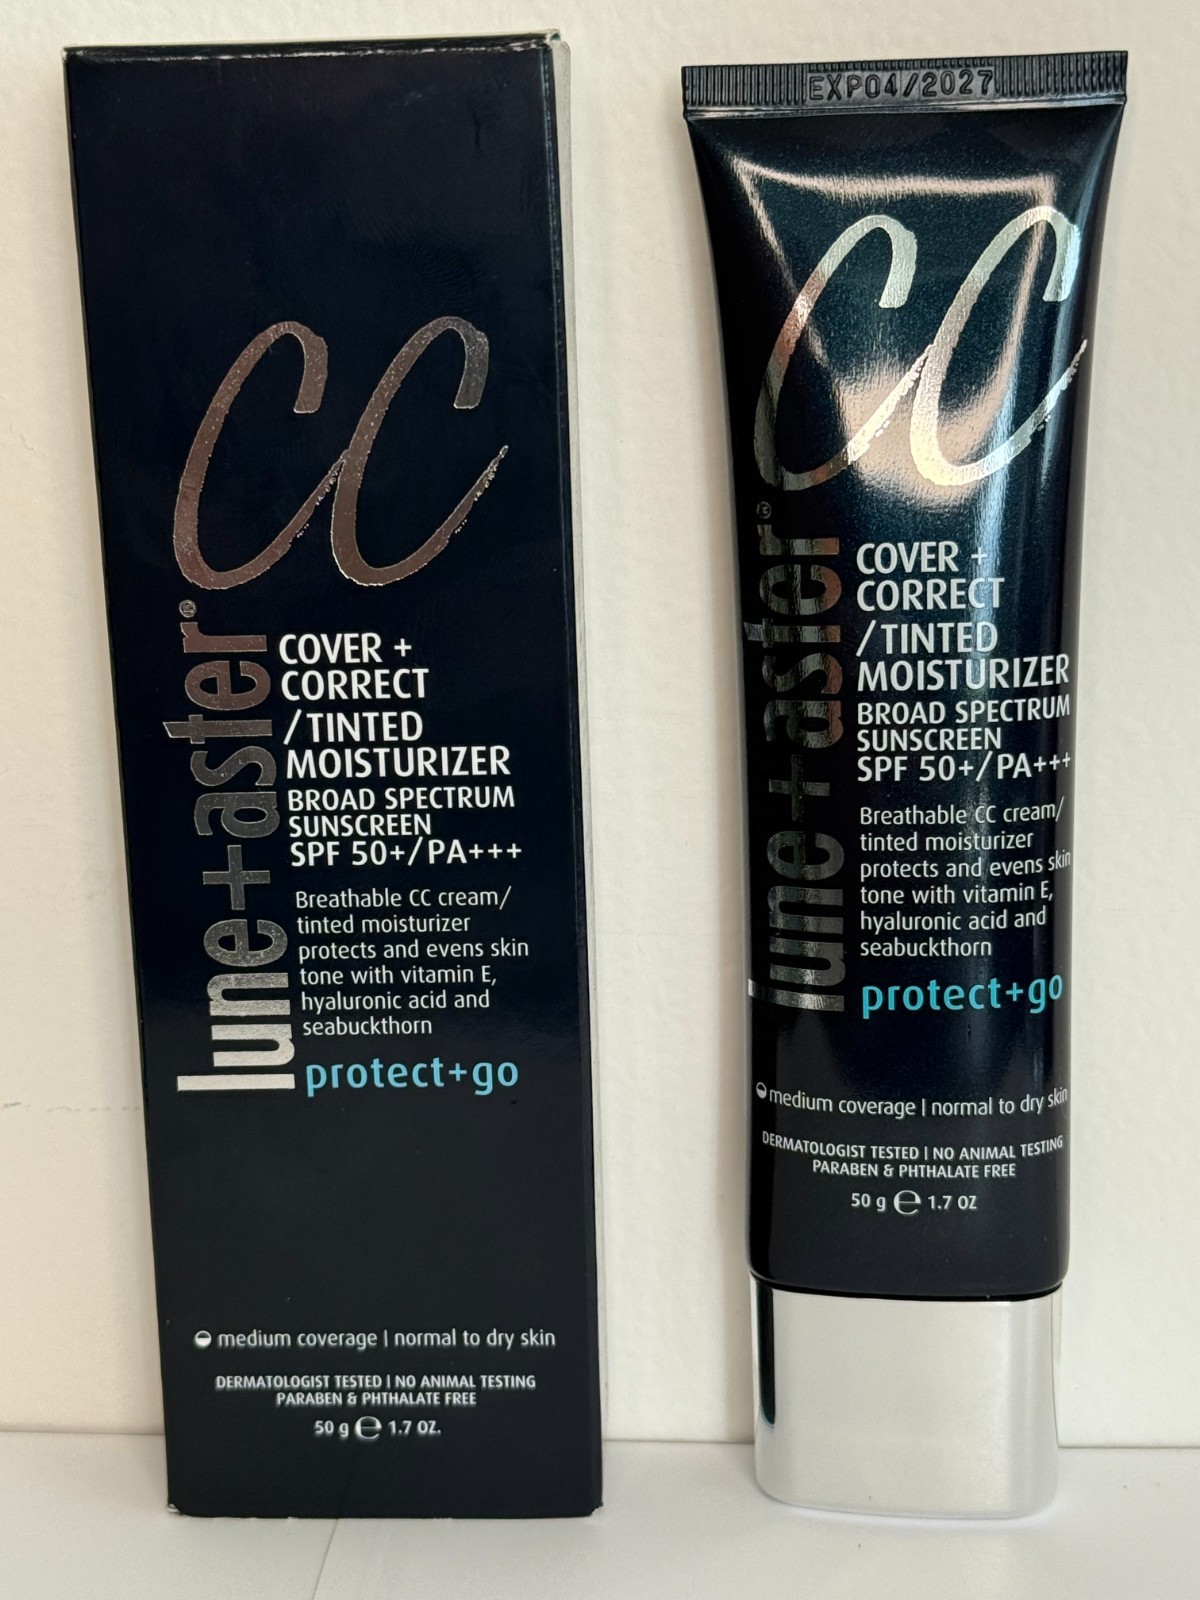 CC
lune+aster®
COVER +
CORRECT
/TINTED
MOISTURIZER
BROAD SPECTRUM
SUNSCREEN
SPF 50+/PA+++
Breathable CC cream/
tinted moisturizer
protects and evens skin
tone with vitamin E,
hyaluronic acid and
seabuckthorn
protect+go
medium coverage | normal to dry skin
DERMATOLOGIST TESTED | NO ANIMAL TESTING
PARABEN & PHTHALATE FREE
50 g ℮ 1.7 OZ.
EXP04/2027
CC
lune+aster®
COVER +
CORRECT
/TINTED
MOISTURIZER
BROAD SPECTRUM
SUNSCREEN
SPF 50+/PA+++
Breathable CC cream/
tinted moisturizer
protects and evens skin
tone with vitamin E,
hyaluronic acid and
seabuckthorn
protect+go
medium coverage | normal to dry skin
DERMATOLOGIST TESTED | NO ANIMAL TESTING
PARABEN & PHTHALATE FREE
50 g ℮ 1.7 OZ